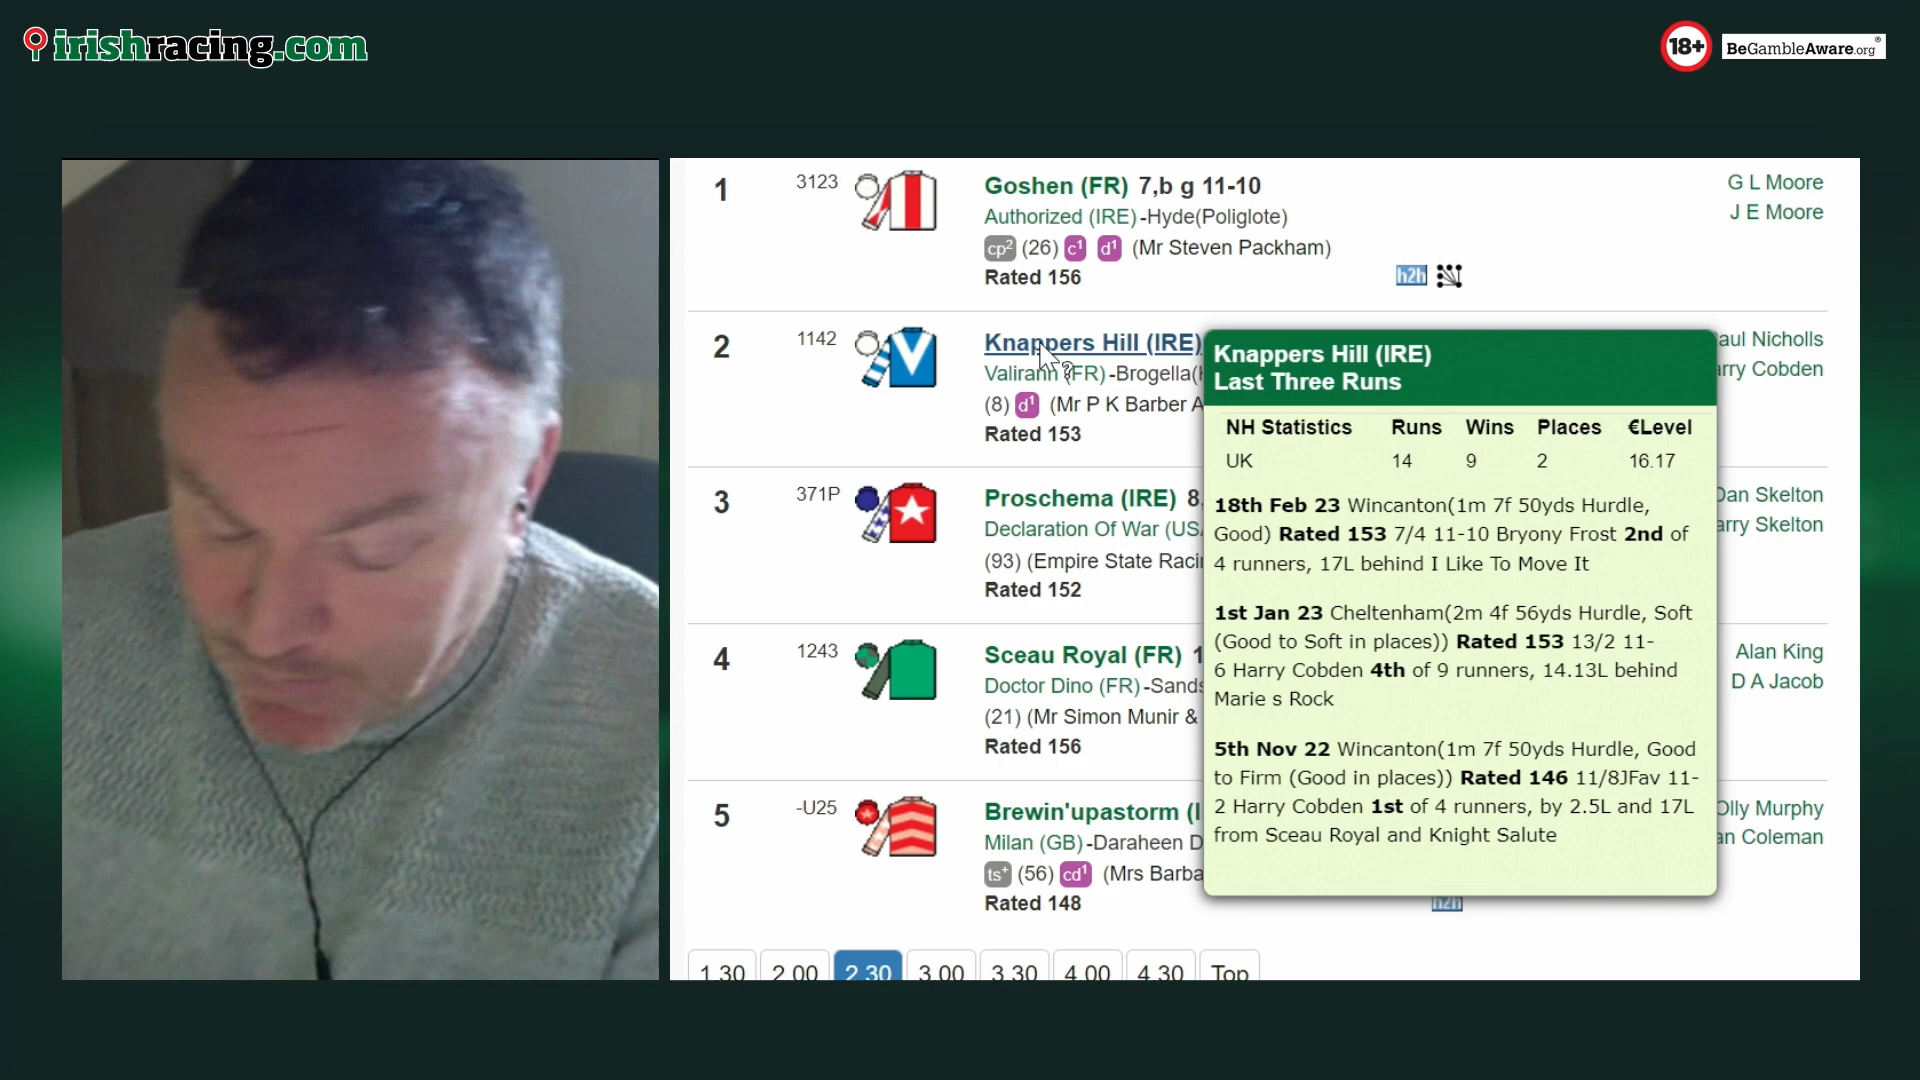 irishracing.com
18+
BeGambleAware.org®
1
3123
Goshen (FR) 7,b g 11-10
G L Moore
Authorized (IRE)-Hyde(Poliglote)
J E Moore
cp2 (26) c1 d1 (Mr Steven Packham)
Rated 156
h2h
2
1142
Knappers Hill (IRE)
aul Nicholls
Valirann (FR)-Brogella(
rry Cobden
(8) d1 (Mr P K Barber A
Rated 153
3
371P
Proschema (IRE) 8
Dan Skelton
Declaration Of War (US
arry Skelton
(93) (Empire State Raci
Rated 152
4
1243
Sceau Royal (FR) 1
Alan King
Doctor Dino (FR)-Sands
D A Jacob
(21) (Mr Simon Munir &
Rated 156
5
-U25
Brewin'upastorm (I
Olly Murphy
Milan (GB)-Daraheen D
an Coleman
ts+ (56) cd1 (Mrs Barba
Rated 148
h2h
Knappers Hill (IRE)
Last Three Runs
NH Statistics Runs Wins Places €Level
UK 14 9 2 16.17
18th Feb 23 Wincanton(1m 7f 50yds Hurdle,
Good) Rated 153 7/4 11-10 Bryony Frost 2nd of
4 runners, 17L behind I Like To Move It
1st Jan 23 Cheltenham(2m 4f 56yds Hurdle, Soft
(Good to Soft in places)) Rated 153 13/2 11-
6 Harry Cobden 4th of 9 runners, 14.13L behind
Marie s Rock
5th Nov 22 Wincanton(1m 7f 50yds Hurdle, Good
to Firm (Good in places)) Rated 146 11/8JFav 11-
2 Harry Cobden 1st of 4 runners, by 2.5L and 17L
from Sceau Royal and Knight Salute
1.30 2.00 2.30 3.00 3.30 4.00 4.30 Top